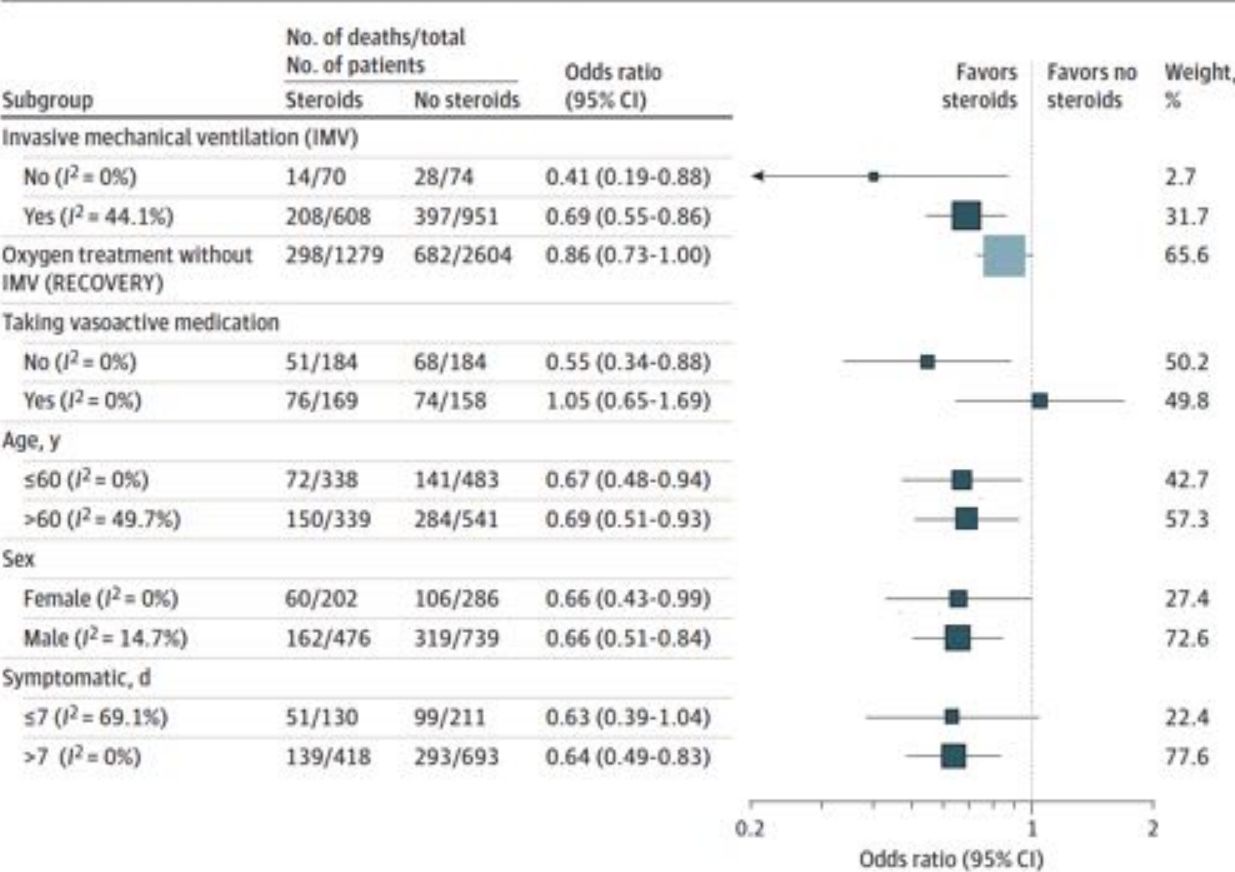 No. of deaths/total
No. of patients
Odds ratio
Favors
Favors no
Weight,
Subgroup
Steroids
No steroids
(95% CI)
steroids
steroids
%
Invasive mechanical ventilation (IMV)
No (I² = 0%) 14/70 28/74 0.41 (0.19-0.88) 2.7
Yes (I² = 44.1%) 208/608 397/951 0.69 (0.55-0.86) 31.7
Oxygen treatment without 298/1279 682/2604 0.86 (0.73-1.00) 65.6
IMV (RECOVERY)
Taking vasoactive medication
No (I² = 0%) 51/184 68/184 0.55 (0.34-0.88) 50.2
Yes (I² = 0%) 76/169 74/158 1.05 (0.65-1.69) 49.8
Age, y
≤60 (I² = 0%) 72/338 141/483 0.67 (0.48-0.94) 42.7
>60 (I² = 49.7%) 150/339 284/541 0.69 (0.51-0.93) 57.3
Sex
Female (I² = 0%) 60/202 106/286 0.66 (0.43-0.99) 27.4
Male (I² = 14.7%) 162/476 319/739 0.66 (0.51-0.84) 72.6
Symptomatic, d
≤7 (I² = 69.1%) 51/130 99/211 0.63 (0.39-1.04) 22.4
>7 (I² = 0%) 139/418 293/693 0.64 (0.49-0.83) 77.6
0.2 1 2
Odds ratio (95% CI)